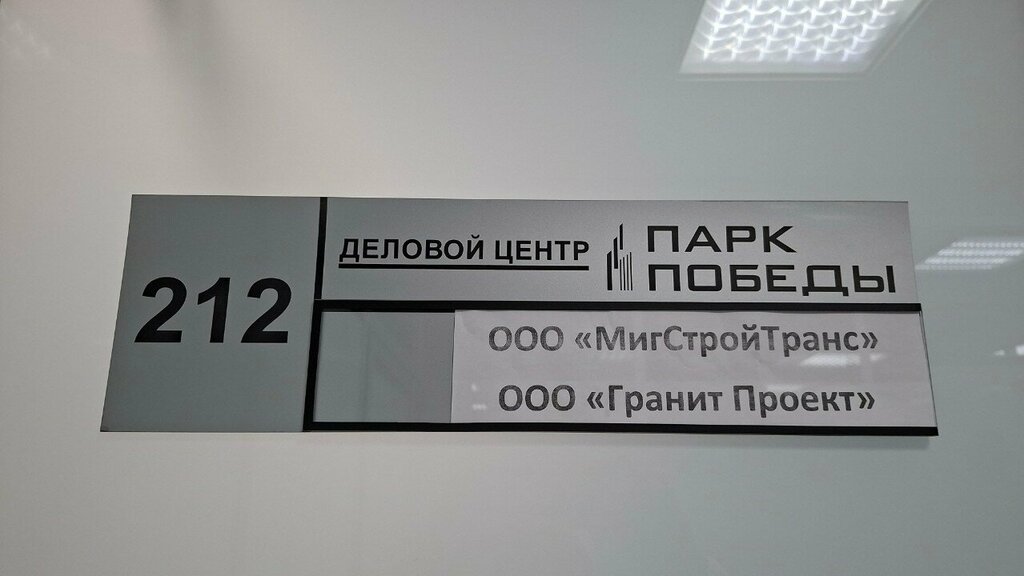 212
ДЕЛОВОЙ ЦЕНТР
ПАРК
ПОБЕДЫ
ООО «МигСтройТранс»
ООО «Гранит Проект»